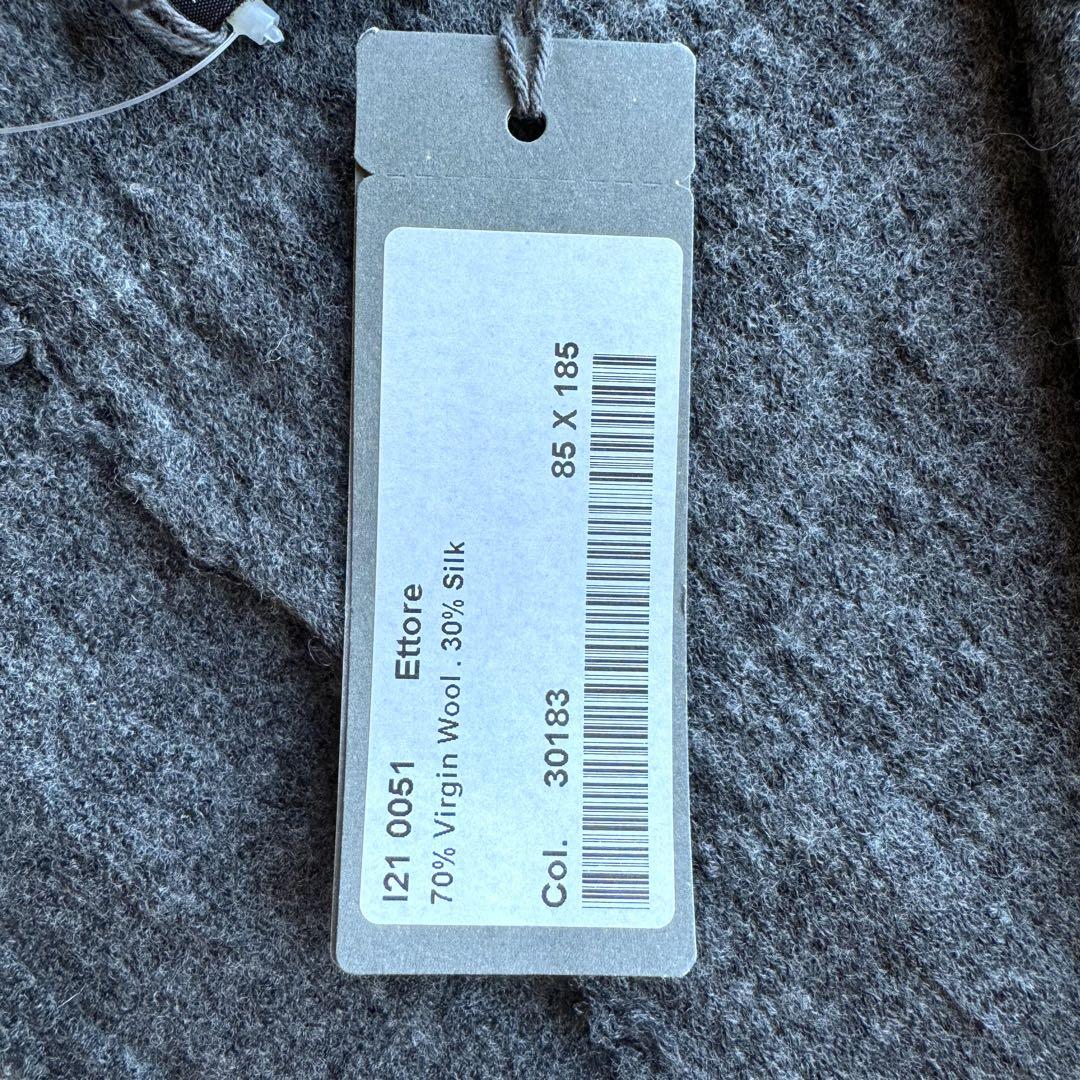 I21 0051 Ettore
70% Virgin Wool . 30% Silk
Col. 30183 85 X 185